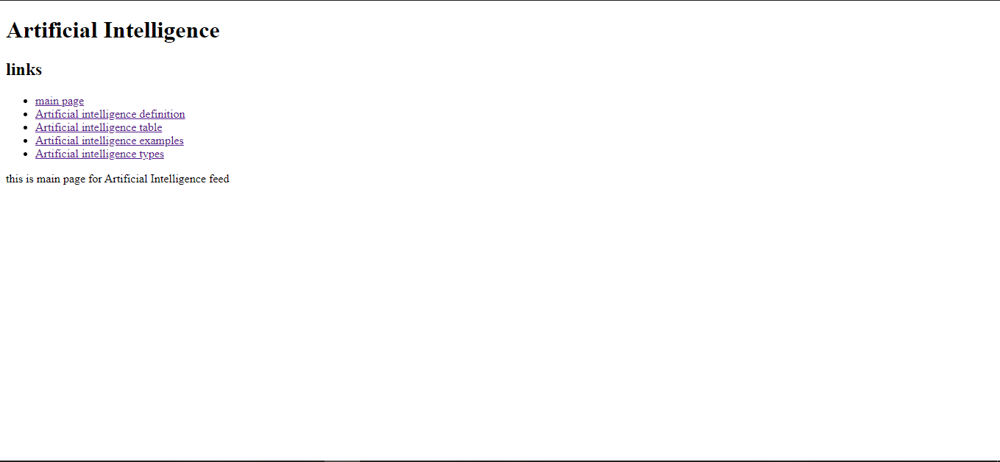 Artificial Intelligence
links
main page
Artificial intelligence definition
Artificial intelligence table
Artificial intelligence examples
Artificial intelligence types
this is main page for Artificial Intelligence feed